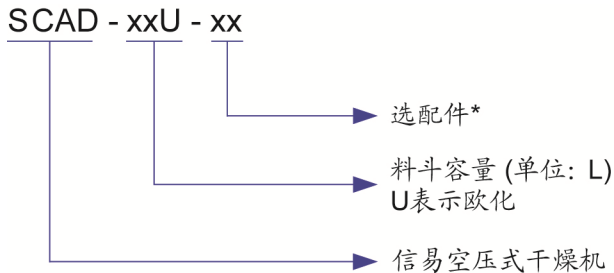 SCAD - xxU - xx
选配件*
料斗容量 (单位: L)
U表示欧化
信易空压式干燥机